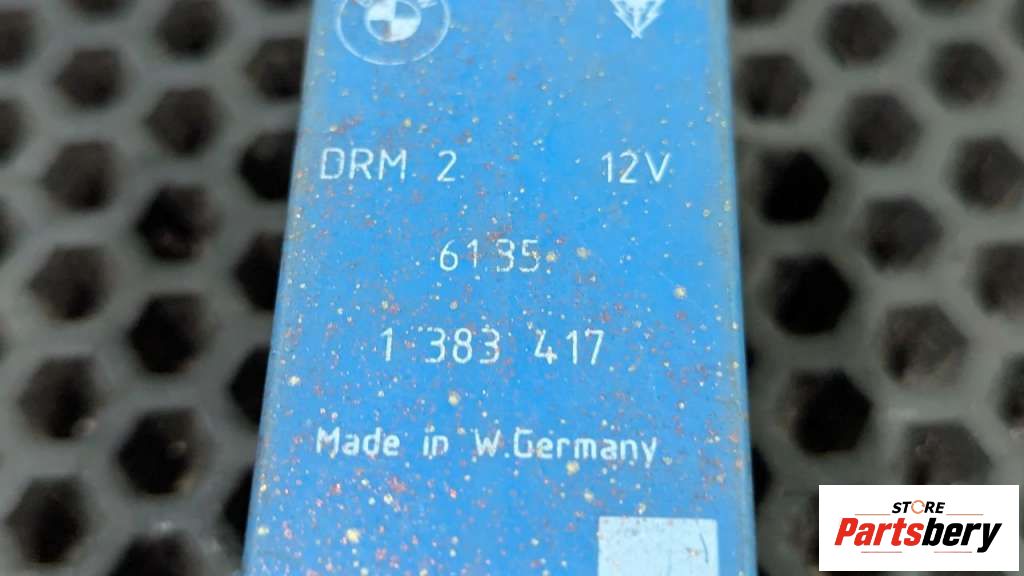 DRM 2 12V
61 35
1 383 417
Made in W.Germany
STORE
Partsbery